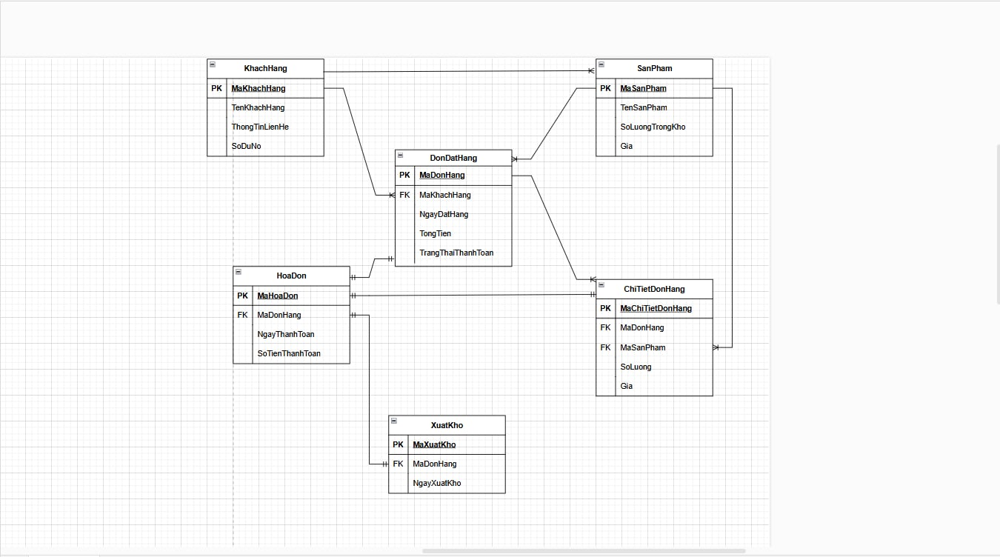 KhachHang
PK MaKhachHang
TenKhachHang
ThongTinLienHe
SoDuNo
SanPham
PK MaSanPham
TenSanPham
SoLuongTrongKho
Gia
DonDatHang
PK MaDonHang
FK MaKhachHang
NgayDatHang
TongTien
TrangThaiThanhToan
HoaDon
PK MaHoaDon
FK MaDonHang
NgayThanhToan
SoTienThanhToan
ChiTietDonHang
PK MaChiTietDonHang
FK MaDonHang
FK MaSanPham
SoLuong
Gia
XuatKho
PK MaXuatKho
FK MaDonHang
NgayXuatKho